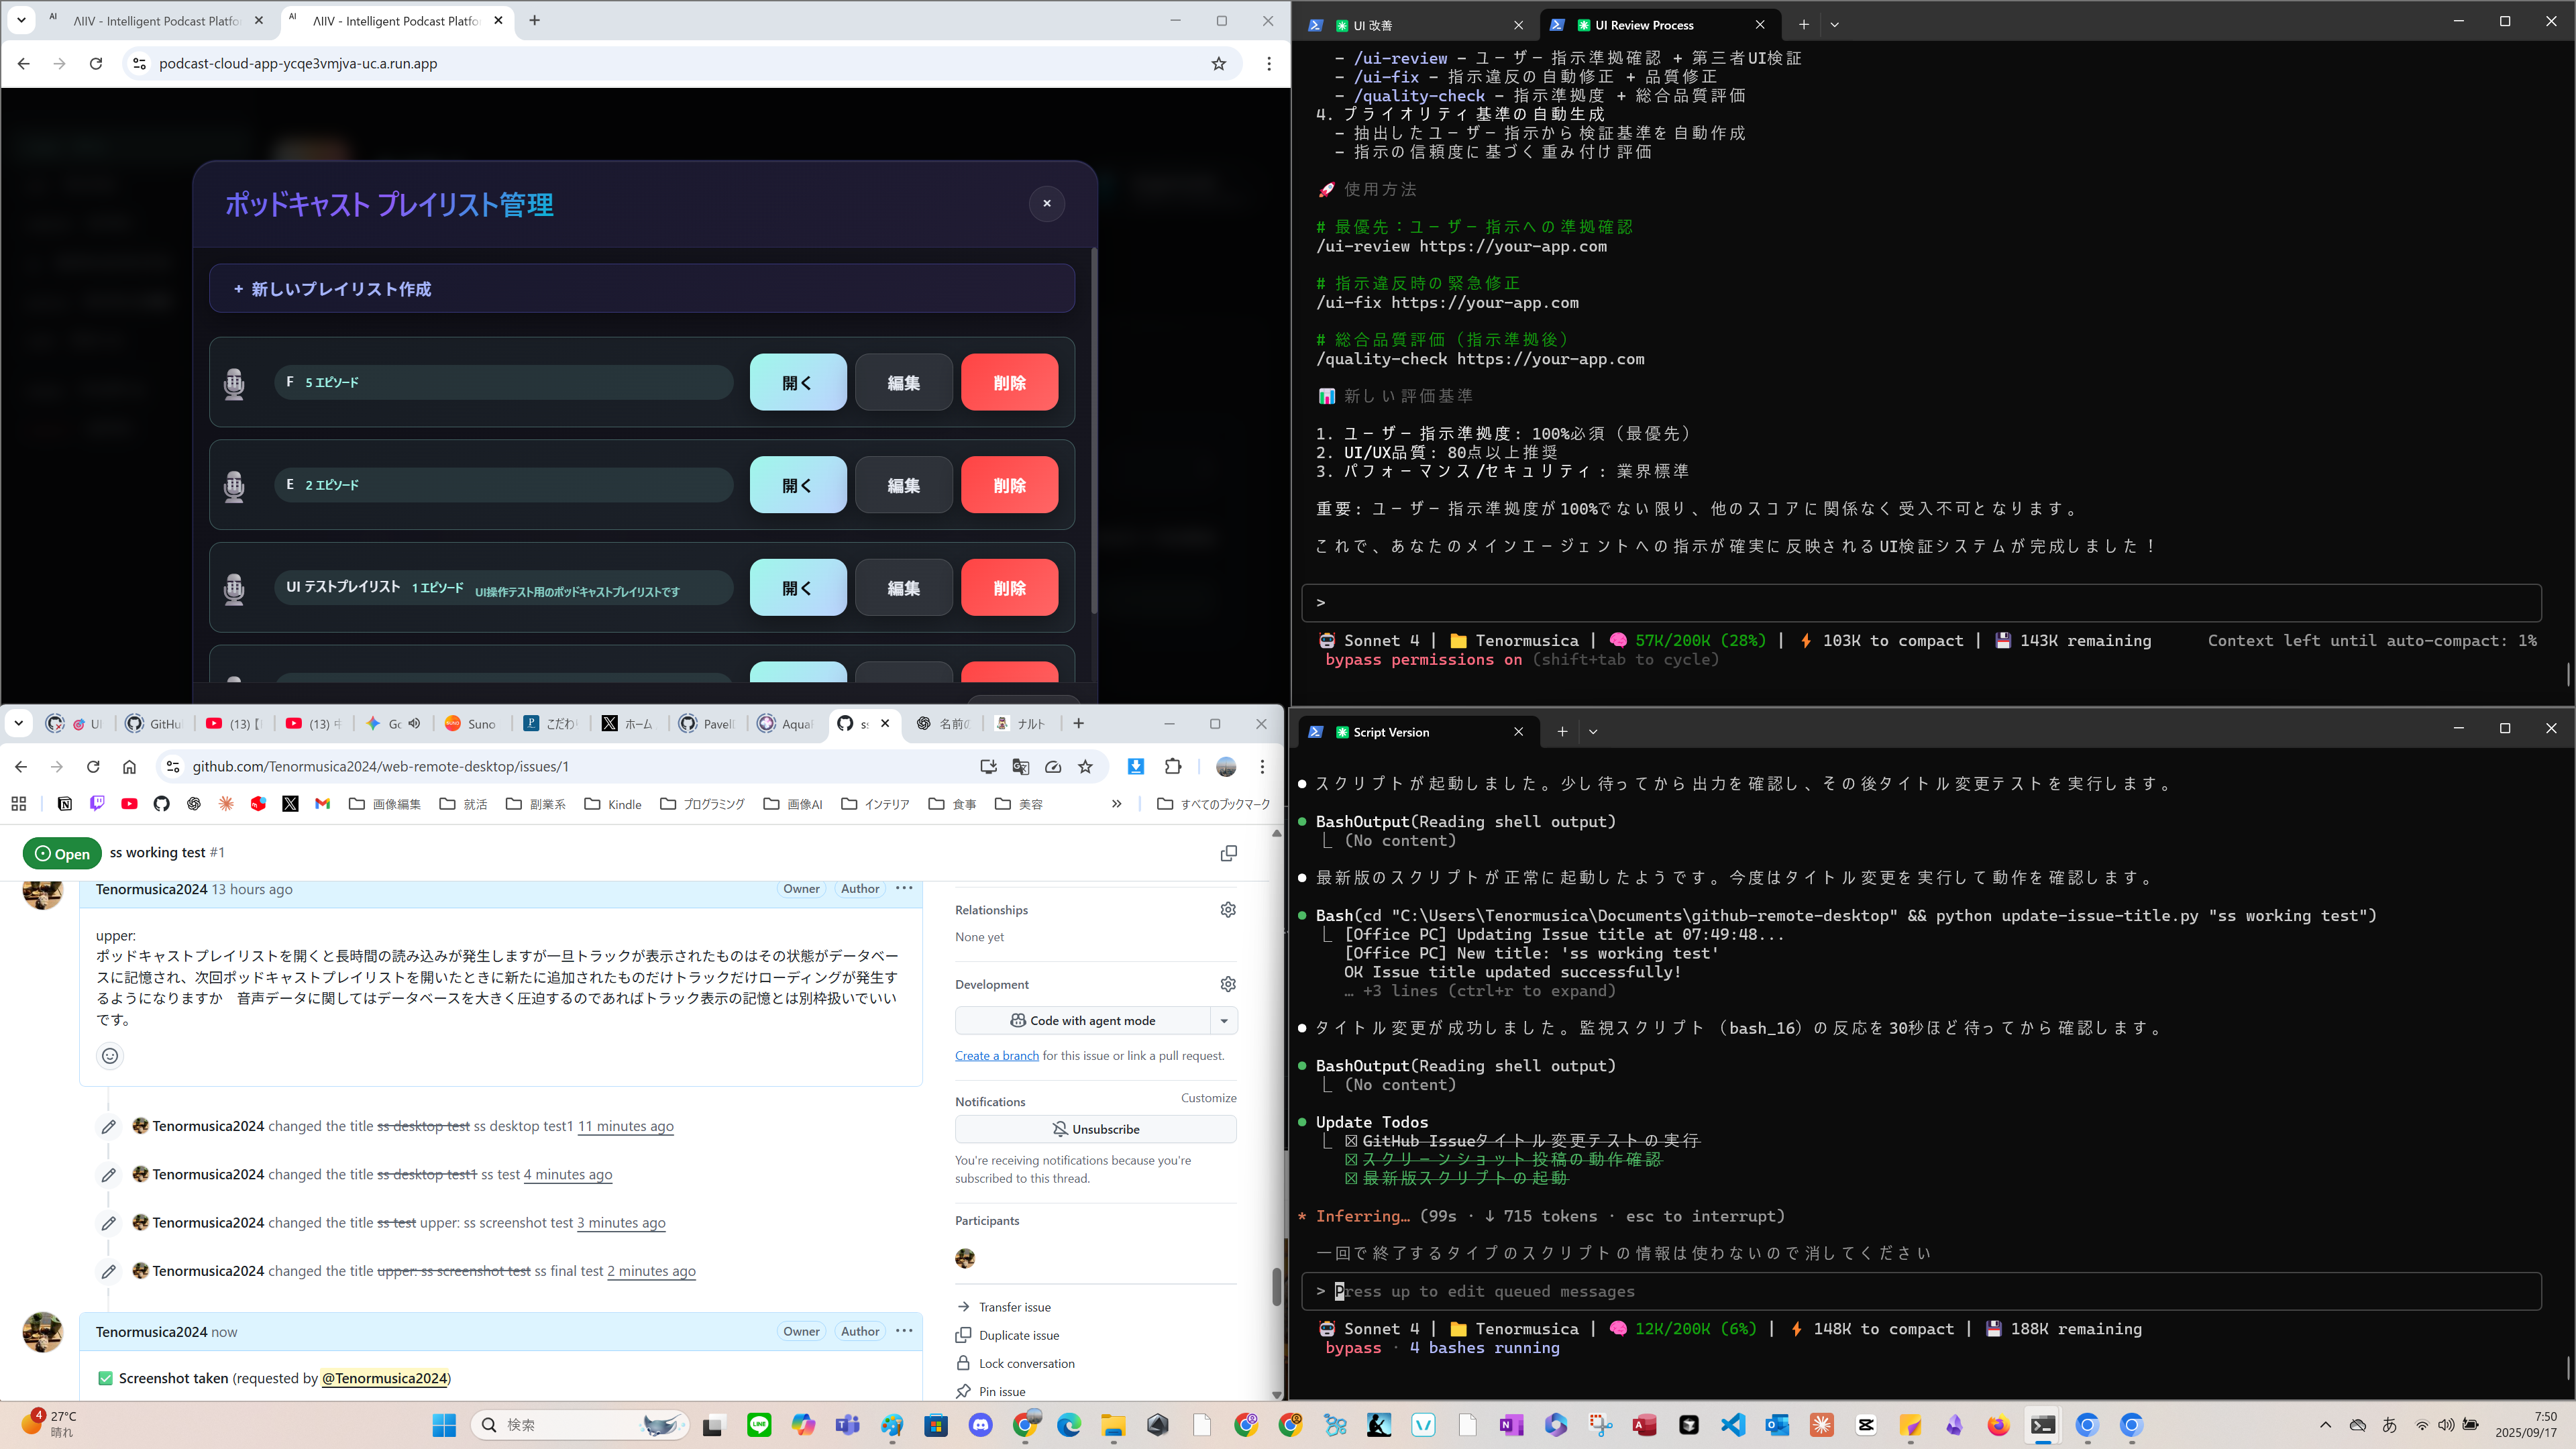 ΛIIV - Intelligent Podcast Platfo
ΛIIV - Intelligent Podcast Platfo
podcast-cloud-app-ycqe3vmjva-uc.a.run.app
ポッドキャスト プレイリスト管理
×
+ 新しいプレイリスト作成
F 5 エピソード
開く 編集 削除
E 2 エピソード
開く 編集 削除
UI テストプレイリスト 1 エピソード UI操作テスト用のポッドキャストプレイリストです
開く 編集 削除
UI 改善
UI Review Process
- /ui-review - ユーザー指示準拠確認 + 第三者UI検証
- /ui-fix - 指示違反の自動修正 + 品質修正
- /quality-check - 指示準拠度 + 総合品質評価
4. プライオリティ基準の自動生成
- 抽出したユーザー指示から検証基準を自動作成
- 指示の信頼度に基づく重み付け評価
🚀 使用方法
# 最優先：ユーザー指示への準拠確認
/ui-review https://your-app.com
# 指示違反時の緊急修正
/ui-fix https://your-app.com
# 総合品質評価（指示準拠後）
/quality-check https://your-app.com
📊 新しい評価基準
1. ユーザー指示準拠度: 100%必須（最優先）
2. UI/UX品質: 80点以上推奨
3. パフォーマンス/セキュリティ: 業界標準
重要: ユーザー指示準拠度が100%でない限り、他のスコアに関係なく受入不可となります。
これで、あなたのメインエージェントへの指示が確実に反映されるUI検証システムが完成しました！
>
Sonnet 4 | Tenormusica | 57K/200K (28%) | 103K to compact | 143K remaining Context left until auto-compact: 1%
bypass permissions on (shift+tab to cycle)
UI GitHu (13) (13) Go Suno こだわ ホーム Pavel Aqua ss 名前の ナルト
github.com/Tenormusica2024/web-remote-desktop/issues/1
画像編集 就活 副業系 Kindle プログラミング 画像AI インテリア 食事 美容 » すべてのブックマーク
Open ss working test #1
Tenormusica2024 13 hours ago Owner Author
upper:
ポッドキャストプレイリストを開くと長時間の読み込みが発生しますが一旦トラックが表示されたものはその状態がデータベー
スに記憶され、次回ポッドキャストプレイリストを開いたときに新たに追加されたものだけトラックだけローディングが発生す
るようになりますか　音声データに関してはデータベースを大きく圧迫するのであればトラック表示の記憶とは別枠扱いでいい
です。
Tenormusica2024 changed the title ss desktop test ss desktop test1 11 minutes ago
Tenormusica2024 changed the title ss desktop test1 ss test 4 minutes ago
Tenormusica2024 changed the title ss test upper: ss screenshot test 3 minutes ago
Tenormusica2024 changed the title upper: ss screenshot test ss final test 2 minutes ago
Tenormusica2024 now Owner Author
✅ Screenshot taken (requested by @Tenormusica2024)
Relationships
None yet
Development
Code with agent mode
Create a branch for this issue or link a pull request.
Notifications Customize
Unsubscribe
You're receiving notifications because you're
subscribed to this thread.
Participants
Transfer issue
Duplicate issue
Lock conversation
Pin issue
Script Version
● スクリプトが起動しました。少し待ってから出力を確認し、その後タイトル変更テストを実行します。
● BashOutput(Reading shell output)
⎿ (No content)
● 最新版のスクリプトが正常に起動したようです。今度はタイトル変更を実行して動作を確認します。
● Bash(cd "C:\Users\Tenormusica\Documents\github-remote-desktop" && python update-issue-title.py "ss working test")
⎿ [Office PC] Updating Issue title at 07:49:48...
[Office PC] New title: 'ss working test'
OK Issue title updated successfully!
… +3 lines (ctrl+r to expand)
● タイトル変更が成功しました。監視スクリプト（bash_16）の反応を30秒ほど待ってから確認します。
● BashOutput(Reading shell output)
⎿ (No content)
● Update Todos
⎿ ☒ GitHub Issueタイトル変更テストの実行
☒ スクリーンショット投稿の動作確認
☒ 最新版スクリプトの起動
* Inferring… (99s · ↓ 715 tokens · esc to interrupt)
一回で終了するタイプのスクリプトの情報は使わないので消してください
> Press up to edit queued messages
Sonnet 4 | Tenormusica | 12K/200K (6%) | 148K to compact | 188K remaining
bypass · 4 bashes running
4
27°C
晴れ
検索
あ
7:50
2025/09/17